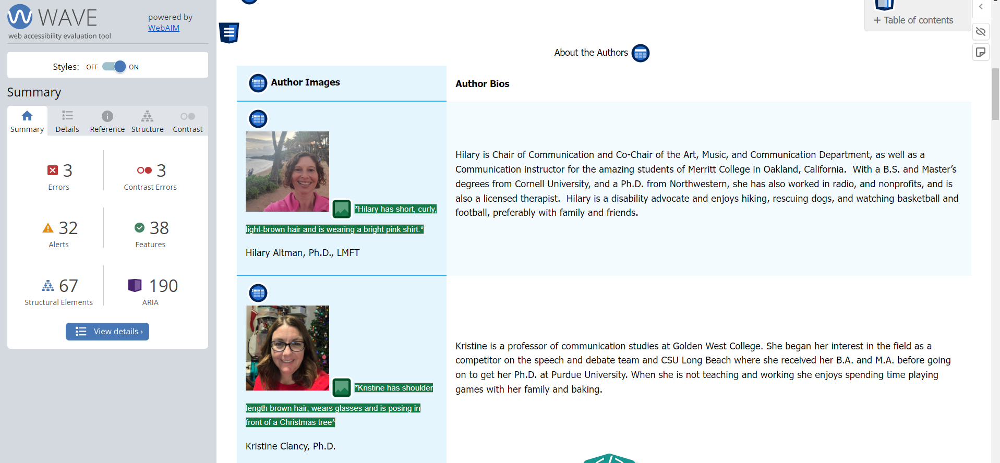 WAVE
web accessibility evaluation tool
powered by
WebAIM
Styles: OFF ON
Summary
Summary Details Reference Structure Contrast
3
Errors
3
Contrast Errors
32
Alerts
38
Features
67
Structural Elements
190
ARIA
View details ›
+ Table of contents
About the Authors
Author Images
Author Bios
*Hilary has short, curly,
light-brown hair and is wearing a bright pink shirt.*
Hilary Altman, Ph.D., LMFT
Hilary is Chair of Communication and Co-Chair of the Art, Music, and Communication Department, as well as a
Communication instructor for the amazing students of Merritt College in Oakland, California.  With a B.S. and Master’s
degrees from Cornell University, and a Ph.D. from Northwestern, she has also worked in radio, and nonprofits, and is
also a licensed therapist.  Hilary is a disability advocate and enjoys hiking, rescuing dogs, and watching basketball and
football, preferably with family and friends.
*Kristine has shoulder
length brown hair, wears glasses and is posing in
front of a Christmas tree*
Kristine Clancy, Ph.D.
Kristine is a professor of communication studies at Golden West College. She began her interest in the field as a
competitor on the speech and debate team and CSU Long Beach where she received her B.A. and M.A. before going
on to get her Ph.D. at Purdue University. When she is not teaching and working she enjoys spending time playing
games with her family and baking.